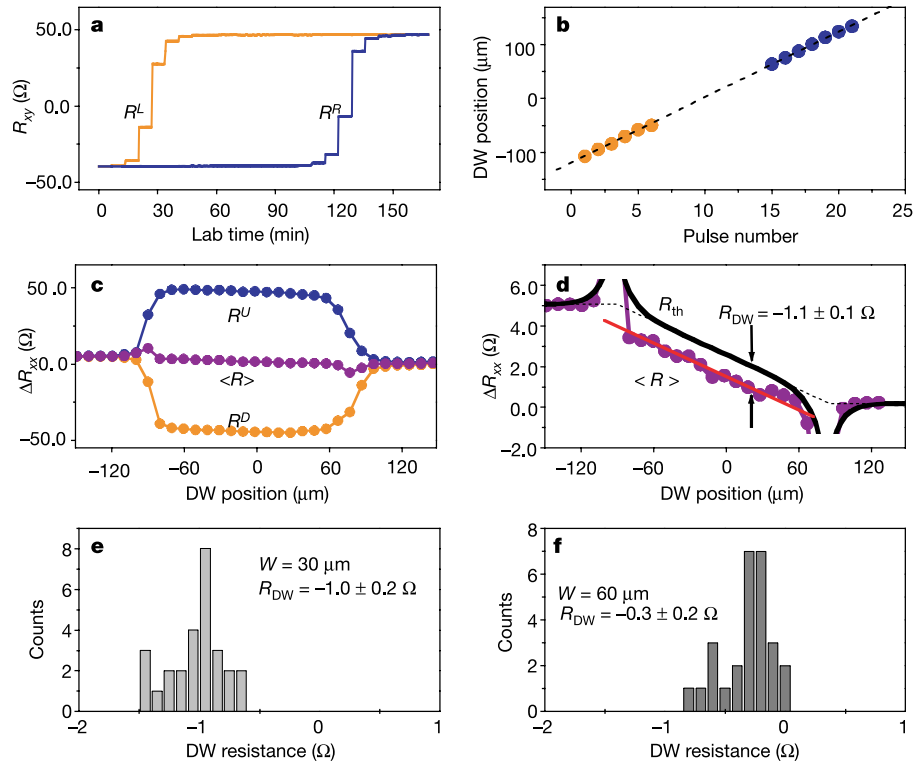 a
50.0
0.0
−50.0
R_xy (Ω)
R^L
R^R
0
30
60
90
120
150
Lab time (min)
b
100
0
−100
DW position (μm)
0
5
10
15
20
25
Pulse number
c
50.0
0.0
−50.0
ΔR_xx (Ω)
R^U
<R>
R^D
−120
−60
0
60
120
DW position (μm)
d
6.0
4.0
2.0
0.0
−2.0
ΔR_xx (Ω)
R_th
R_DW = −1.1 ± 0.1 Ω
< R >
−120
−60
0
60
120
DW position (μm)
e
8
6
4
2
0
Counts
W = 30 μm
R_DW = −1.0 ± 0.2 Ω
−2
−1
0
1
DW resistance (Ω)
f
8
6
4
2
0
Counts
W = 60 μm
R_DW = −0.3 ± 0.2 Ω
−2
−1
0
1
DW resistance (Ω)